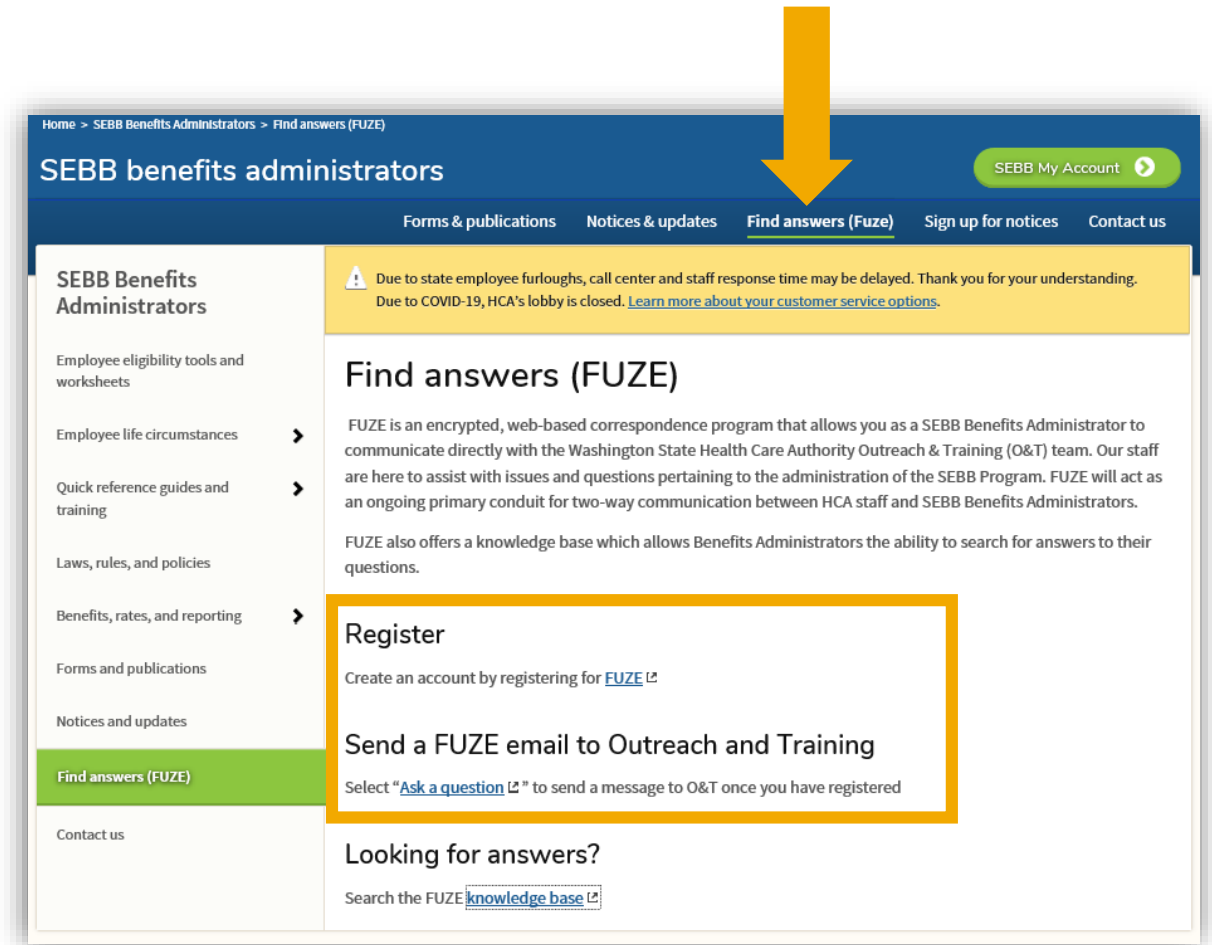 Home > SEBB Benefits Administrators > Find answers (FUZE)
SEBB benefits administrators
SEBB My Account
Forms & publications Notices & updates Find answers (Fuze) Sign up for notices Contact us
SEBB Benefits
Administrators
Employee eligibility tools and
worksheets
Employee life circumstances
Quick reference guides and
training
Laws, rules, and policies
Benefits, rates, and reporting
Forms and publications
Notices and updates
Find answers (FUZE)
Contact us
Due to state employee furloughs, call center and staff response time may be delayed. Thank you for your understanding.
Due to COVID-19, HCA's lobby is closed. Learn more about your customer service options.
Find answers (FUZE)
FUZE is an encrypted, web-based correspondence program that allows you as a SEBB Benefits Administrator to
communicate directly with the Washington State Health Care Authority Outreach & Training (O&T) team. Our staff
are here to assist with issues and questions pertaining to the administration of the SEBB Program. FUZE will act as
an ongoing primary conduit for two-way communication between HCA staff and SEBB Benefits Administrators.
FUZE also offers a knowledge base which allows Benefits Administrators the ability to search for answers to their
questions.
Register
Create an account by registering for FUZE
Send a FUZE email to Outreach and Training
Select “Ask a question” to send a message to O&T once you have registered
Looking for answers?
Search the FUZE knowledge base